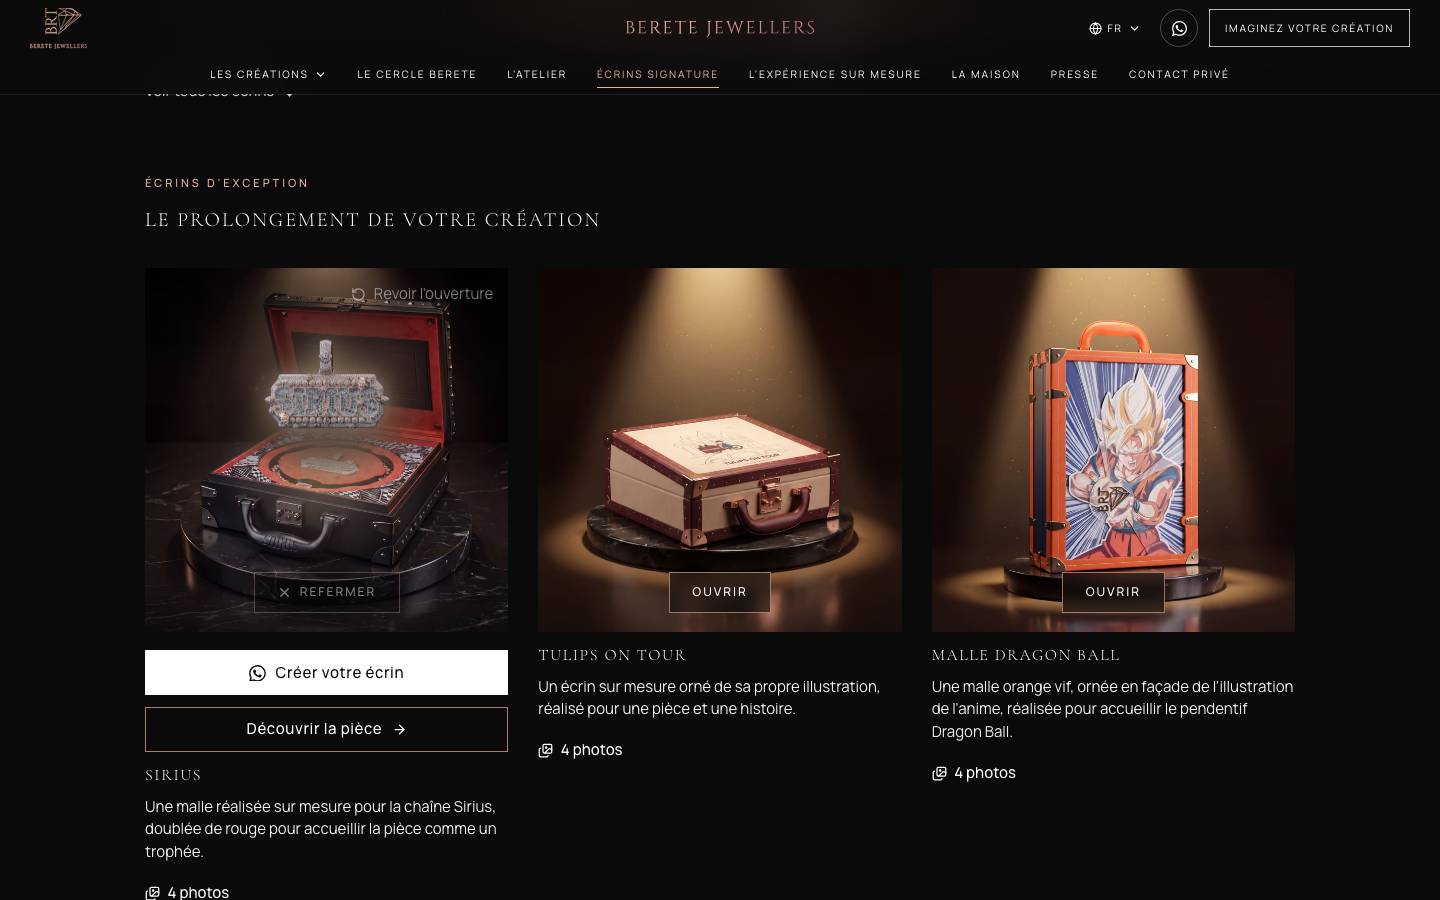 BRT
BERETE JEWELLERS
BERETE JEWELLERS
FR
IMAGINEZ VOTRE CRÉATION
LES CRÉATIONS
LE CERCLE BERETE
L'ATELIER
ÉCRINS SIGNATURE
L'EXPÉRIENCE SUR MESURE
LA MAISON
PRESSE
CONTACT PRIVÉ
ÉCRINS D'EXCEPTION
LE PROLONGEMENT DE VOTRE CRÉATION
Revoir l'ouverture
SIRIUS
REFERMER
TULIPS ON TOUR
OUVRIR
BRT
OUVRIR
Créer votre écrin
Découvrir la pièce
SIRIUS
Une malle réalisée sur mesure pour la chaîne Sirius,
doublée de rouge pour accueillir la pièce comme un
trophée.
4 photos
TULIPS ON TOUR
Un écrin sur mesure orné de sa propre illustration,
réalisé pour une pièce et une histoire.
4 photos
MALLE DRAGON BALL
Une malle orange vif, ornée en façade de l'illustration
de l'anime, réalisée pour accueillir le pendentif
Dragon Ball.
4 photos